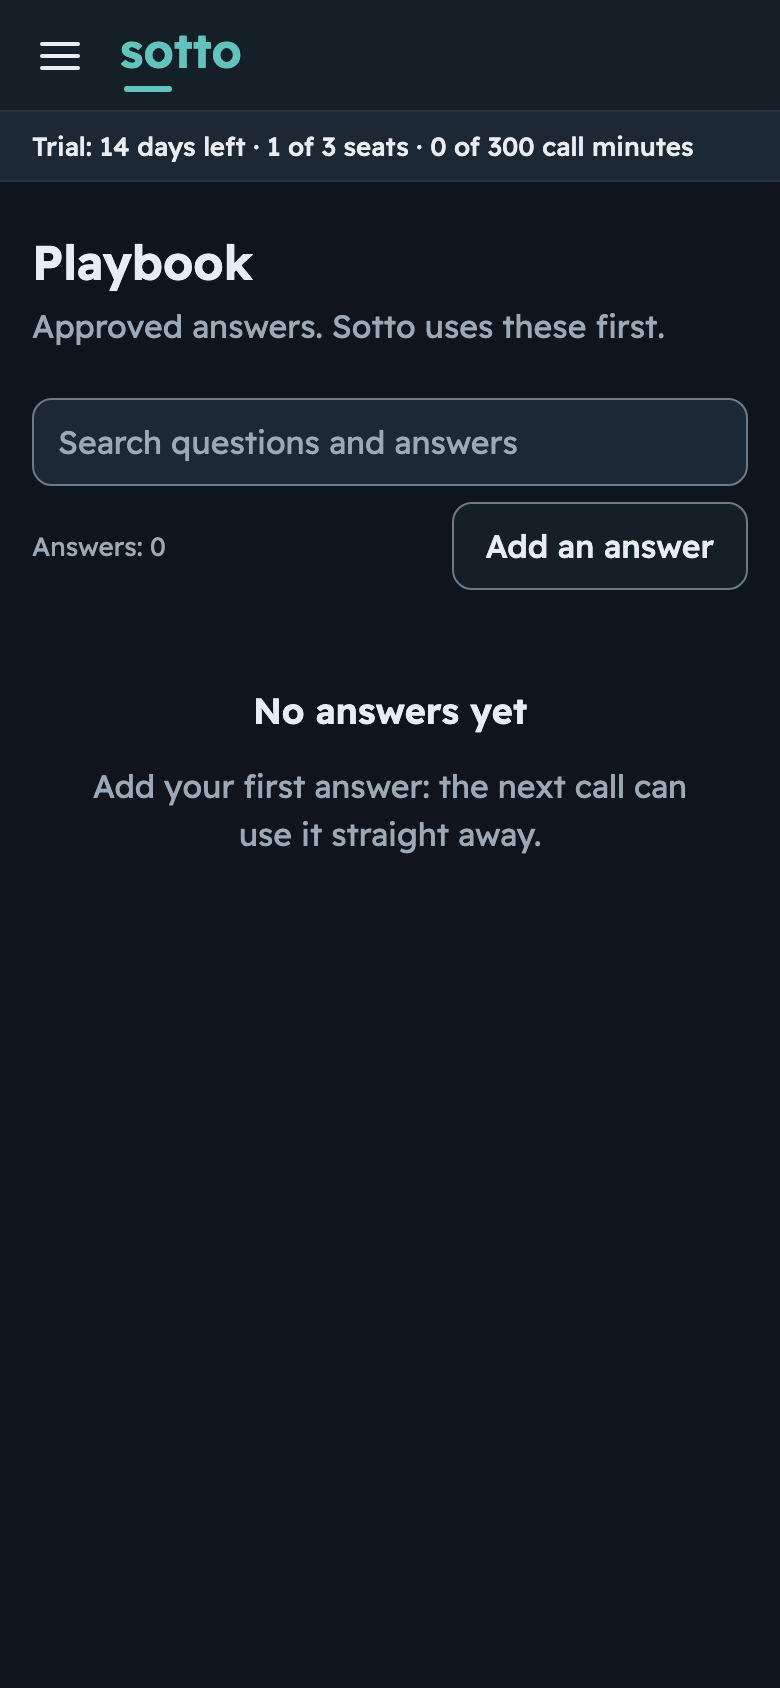 sotto
Trial: 14 days left · 1 of 3 seats · 0 of 300 call minutes
Playbook
Approved answers. Sotto uses these first.
Search questions and answers
Answers: 0
Add an answer
No answers yet
Add your first answer: the next call can
use it straight away.